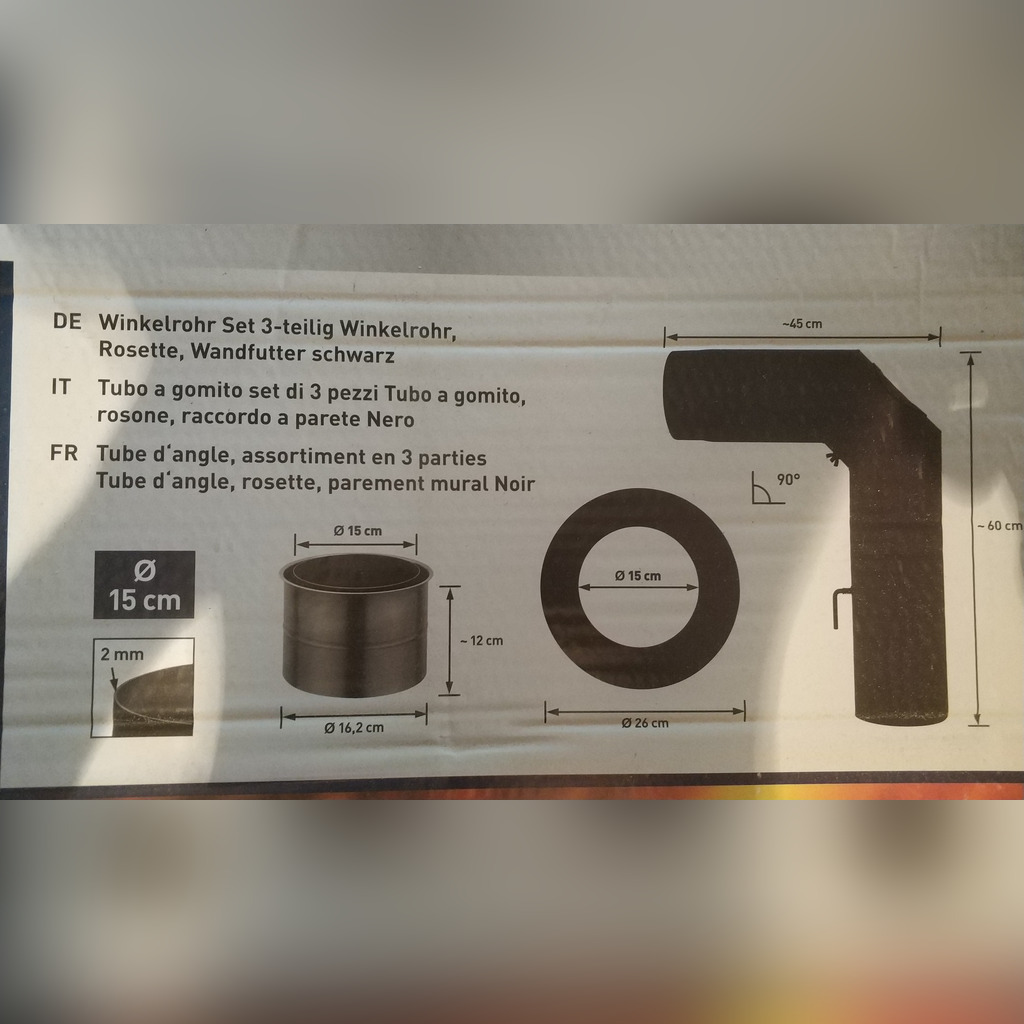 DE Winkelrohr Set 3-teilig Winkelrohr,
Rosette, Wandfutter schwarz
IT Tubo a gomito set di 3 pezzi Tubo a gomito,
rosone, raccordo a parete Nero
FR Tube d'angle, assortiment en 3 parties
Tube d'angle, rosette, parement mural Noir
Ø
15 cm
2 mm
Ø 15 cm
~ 12 cm
Ø 16,2 cm
Ø 15 cm
Ø 26 cm
~45 cm
90°
~ 60 cm